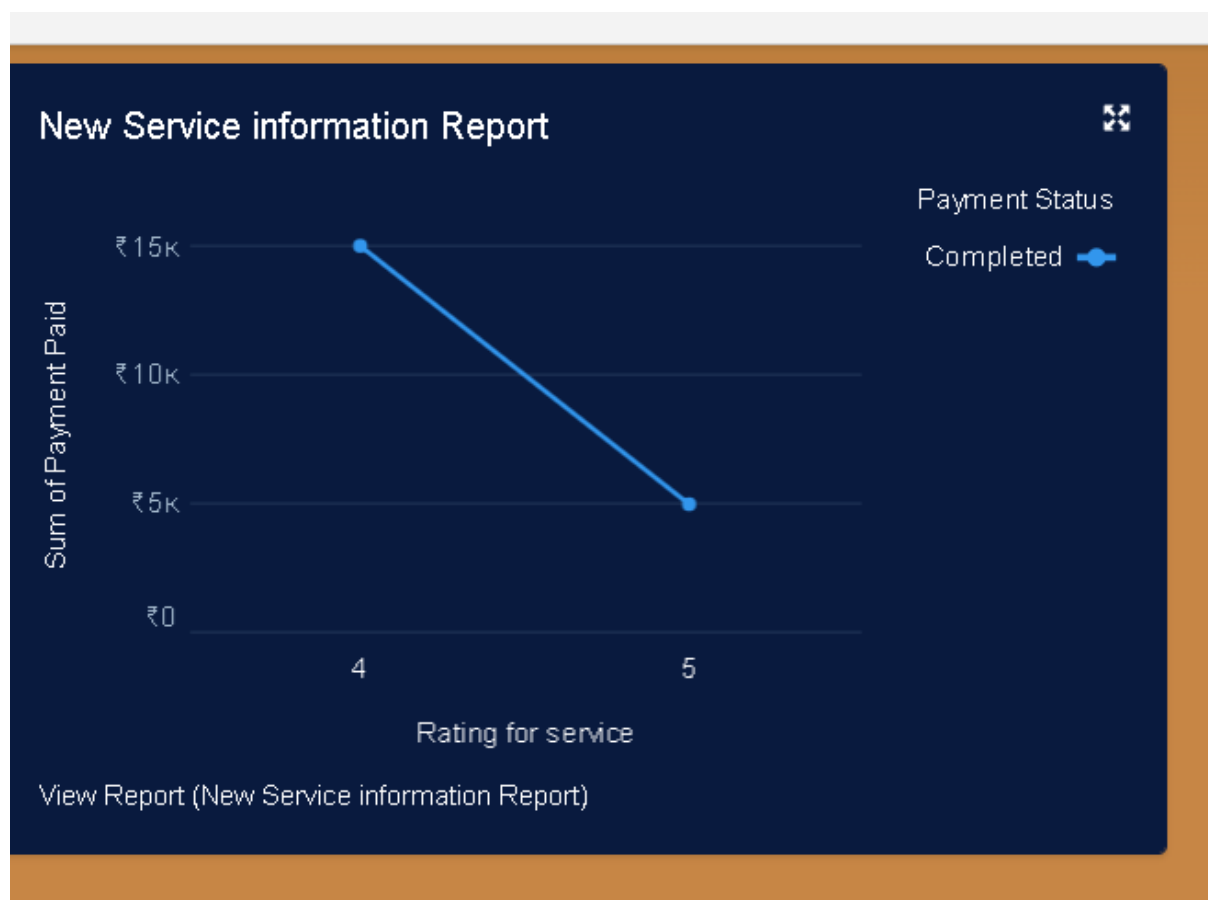 New Service information Report
Payment Status
Completed
Sum of Payment Paid
₹15K
₹10K
₹5K
₹0
4 5
Rating for service
View Report (New Service information Report)